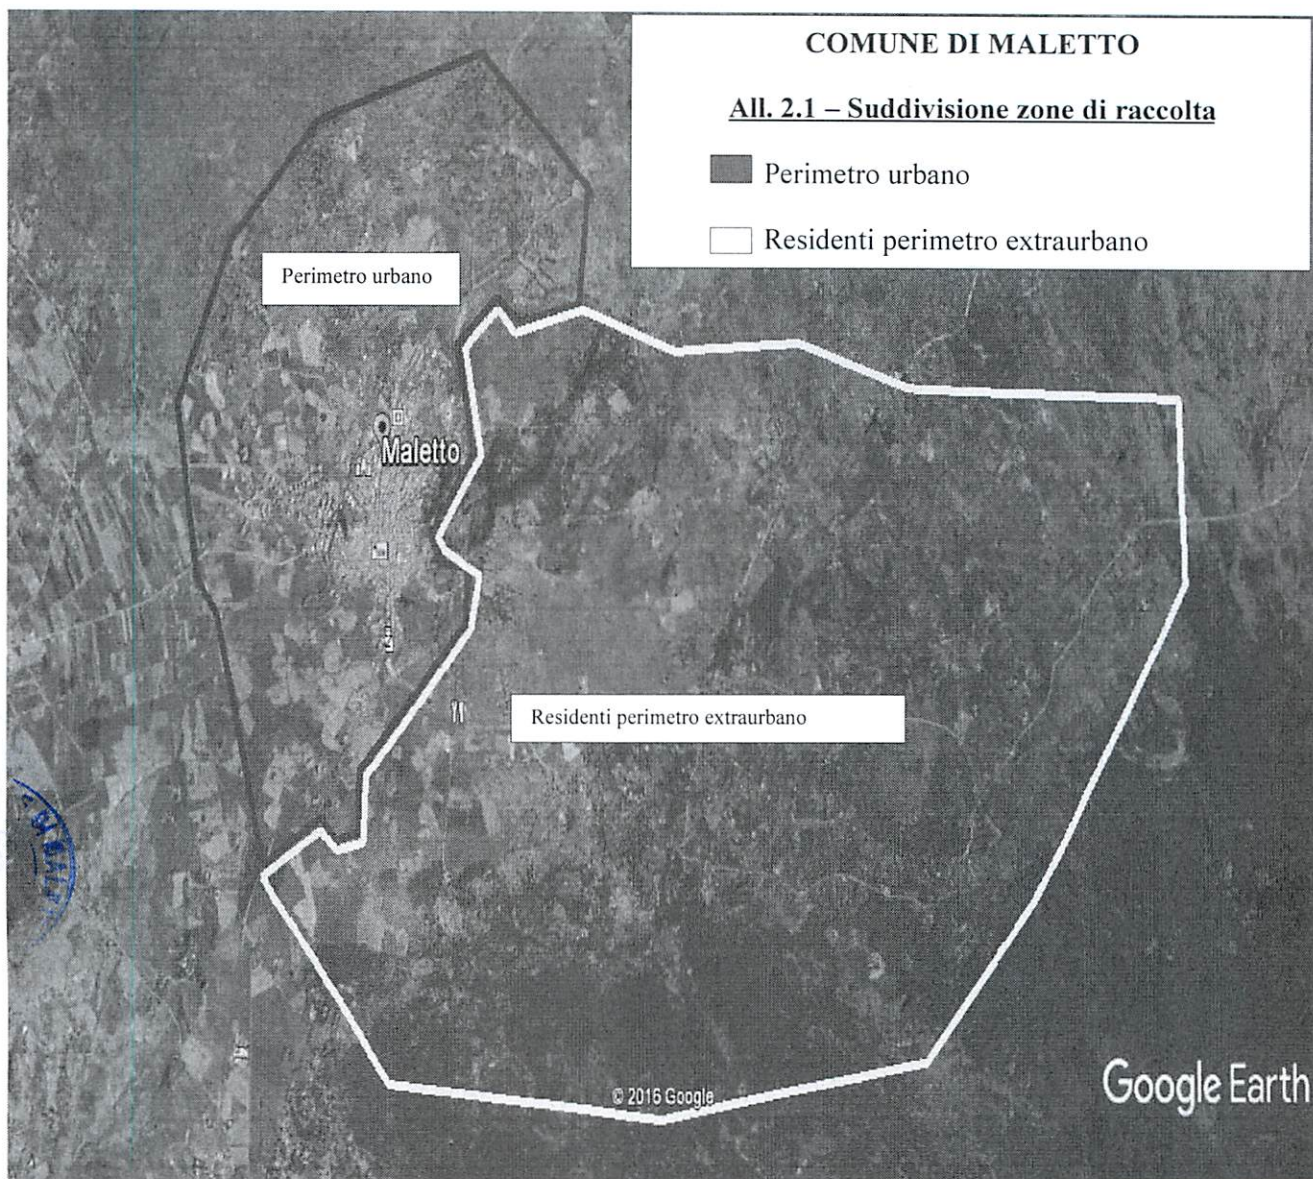 COMUNE DI MALETTO
All. 2.1 – Suddivisione zone di raccolta
Perimetro urbano
Residenti perimetro extraurbano
Perimetro urbano
Maletto
Residenti perimetro extraurbano
© 2016 Google
Google Earth